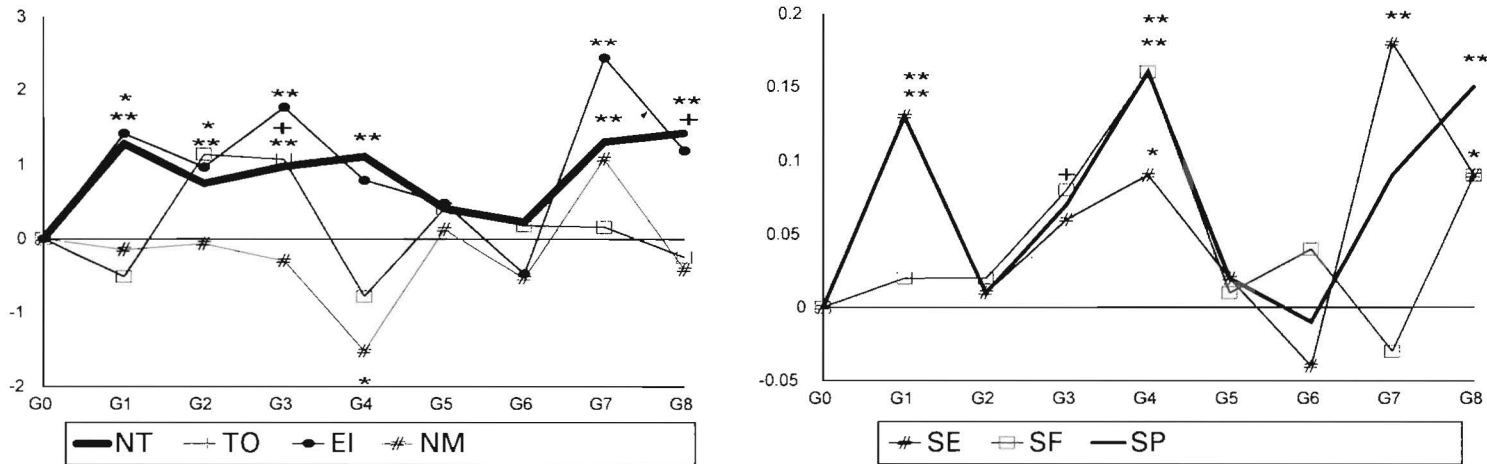 3
2
1
0
-1
-2
* ** * ** ** + ** ** * ** ** ** +
G0 G1 G2 G3 G4 G5 G6 G7 G8
NT TO EI NM
0.2
0.15
0.1
0.05
0
-0.05
** ** + ** ** * ** ** *
G0 G1 G2 G3 G4 G5 G6 G7 G8
SE SF SP